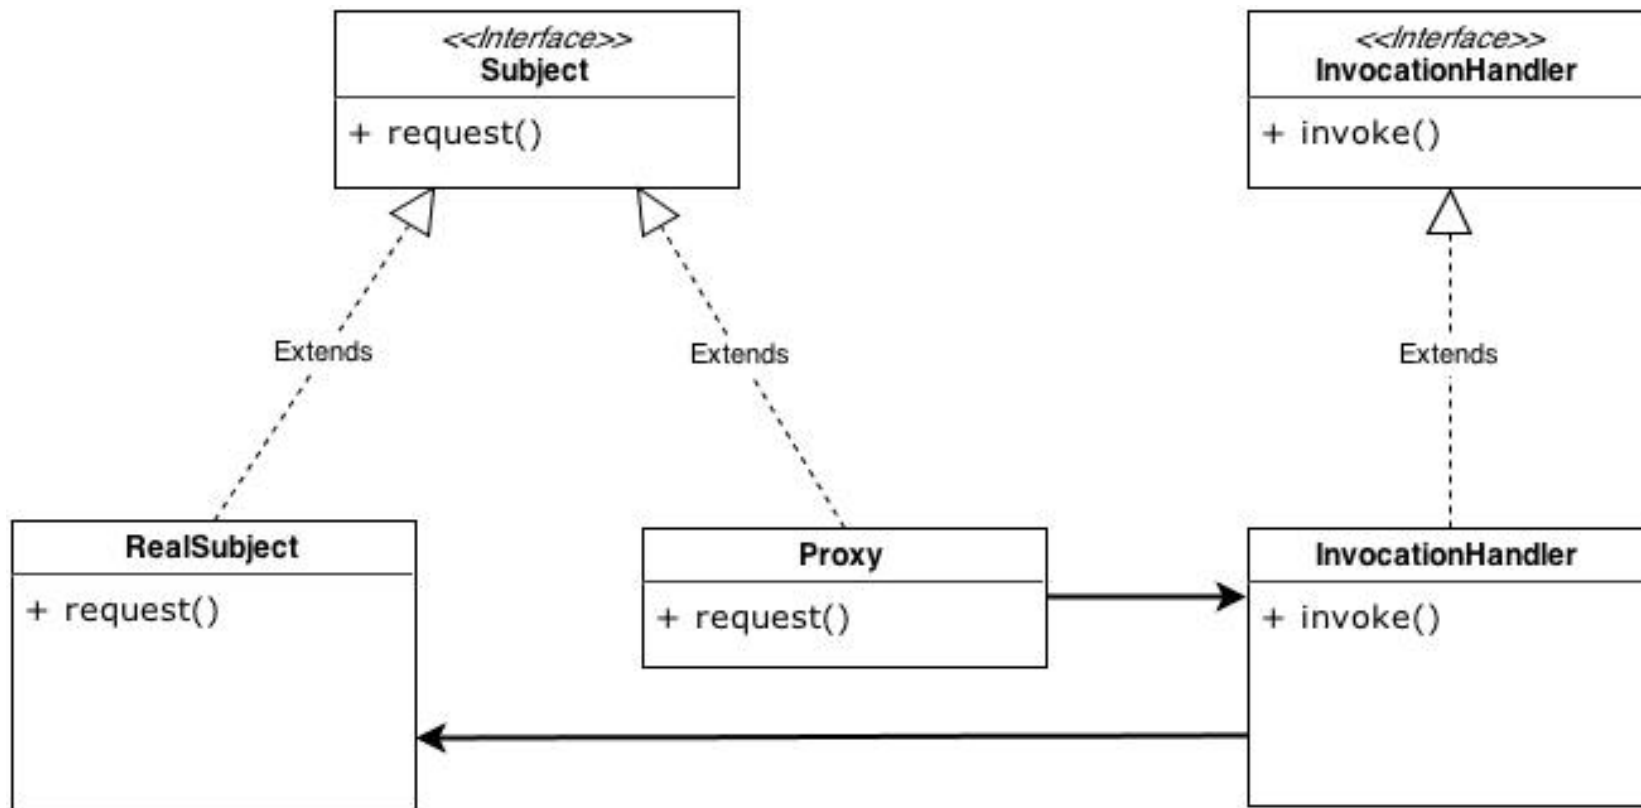 <<Interface>>
Subject
+ request()
<<Interface>>
InvocationHandler
+ invoke()
Extends
Extends
Extends
RealSubject
+ request()
Proxy
+ request()
InvocationHandler
+ invoke()